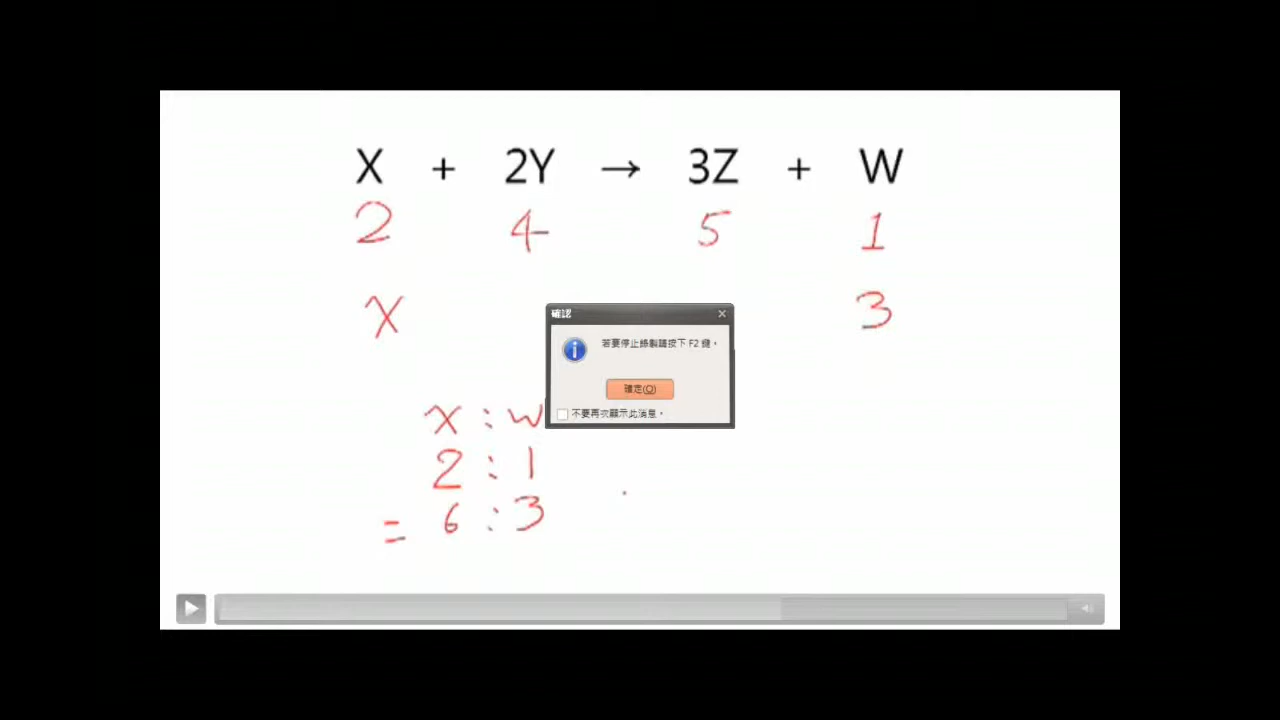 X + 2Y → 3Z + W
2 4 5 1
X 3
確認
若要停止錄製請按下 F2 鍵。
確定(O)
不要再次顯示此消息。
X : W
2 : 1
= 6 : 3